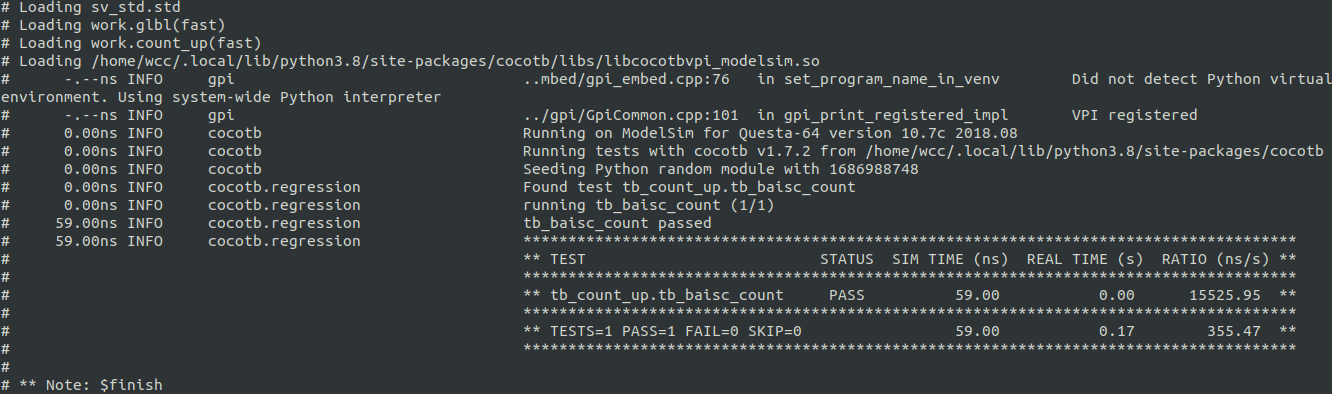 # Loading sv_std.std
# Loading work.glbl(fast)
# Loading work.count_up(fast)
# Loading /home/wcc/.local/lib/python3.8/site-packages/cocotb/libs/libcocotbvpi_modelsim.so
#      -.--ns INFO     gpi                                ..mbed/gpi_embed.cpp:76   in set_program_name_in_venv        Did not detect Python virtual
environment. Using system-wide Python interpreter
#      -.--ns INFO     gpi                                ../gpi/GpiCommon.cpp:101  in gpi_print_registered_impl       VPI registered
#      0.00ns INFO     cocotb                             Running on ModelSim for Questa-64 version 10.7c 2018.08
#      0.00ns INFO     cocotb                             Running tests with cocotb v1.7.2 from /home/wcc/.local/lib/python3.8/site-packages/cocotb
#      0.00ns INFO     cocotb                             Seeding Python random module with 1686988748
#      0.00ns INFO     cocotb.regression                  Found test tb_count_up.tb_baisc_count
#      0.00ns INFO     cocotb.regression                  running tb_baisc_count (1/1)
#     59.00ns INFO     cocotb.regression                  tb_baisc_count passed
#     59.00ns INFO     cocotb.regression                  **************************************************************************************
#                                                         ** TEST                          STATUS  SIM TIME (ns)  REAL TIME (s)  RATIO (ns/s) **
#                                                         **************************************************************************************
#                                                         ** tb_count_up.tb_baisc_count     PASS          59.00           0.00      15525.95  **
#                                                         **************************************************************************************
#                                                         ** TESTS=1 PASS=1 FAIL=0 SKIP=0                 59.00           0.17        355.47  **
#                                                         **************************************************************************************
#
# ** Note: $finish